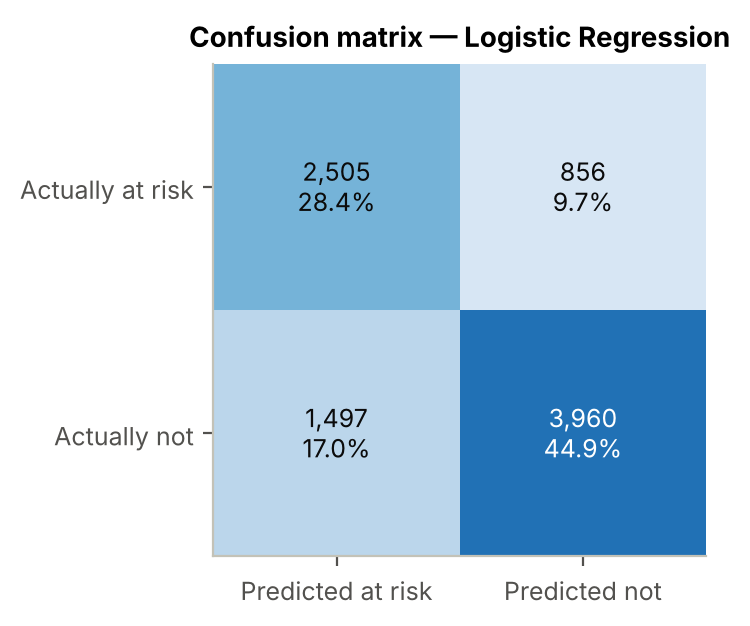 Confusion matrix — Logistic Regression
Actually at risk
2,505
28.4%
856
9.7%
Actually not
1,497
17.0%
3,960
44.9%
Predicted at risk
Predicted not